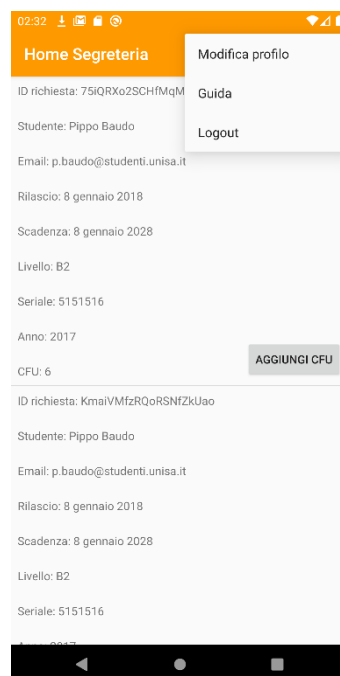 02:32
Home Segreteria
Modifica profilo
Guida
Logout
ID richiesta: 75iQRXo2SCHfMqM
Studente: Pippo Baudo
Email: p.baudo@studenti.unisa.it
Rilascio: 8 gennaio 2018
Scadenza: 8 gennaio 2028
Livello: B2
Seriale: 5151516
Anno: 2017
CFU: 6
AGGIUNGI CFU
ID richiesta: KmaiVMfzRQoRSNfZkUao
Studente: Pippo Baudo
Email: p.baudo@studenti.unisa.it
Rilascio: 8 gennaio 2018
Scadenza: 8 gennaio 2028
Livello: B2
Seriale: 5151516